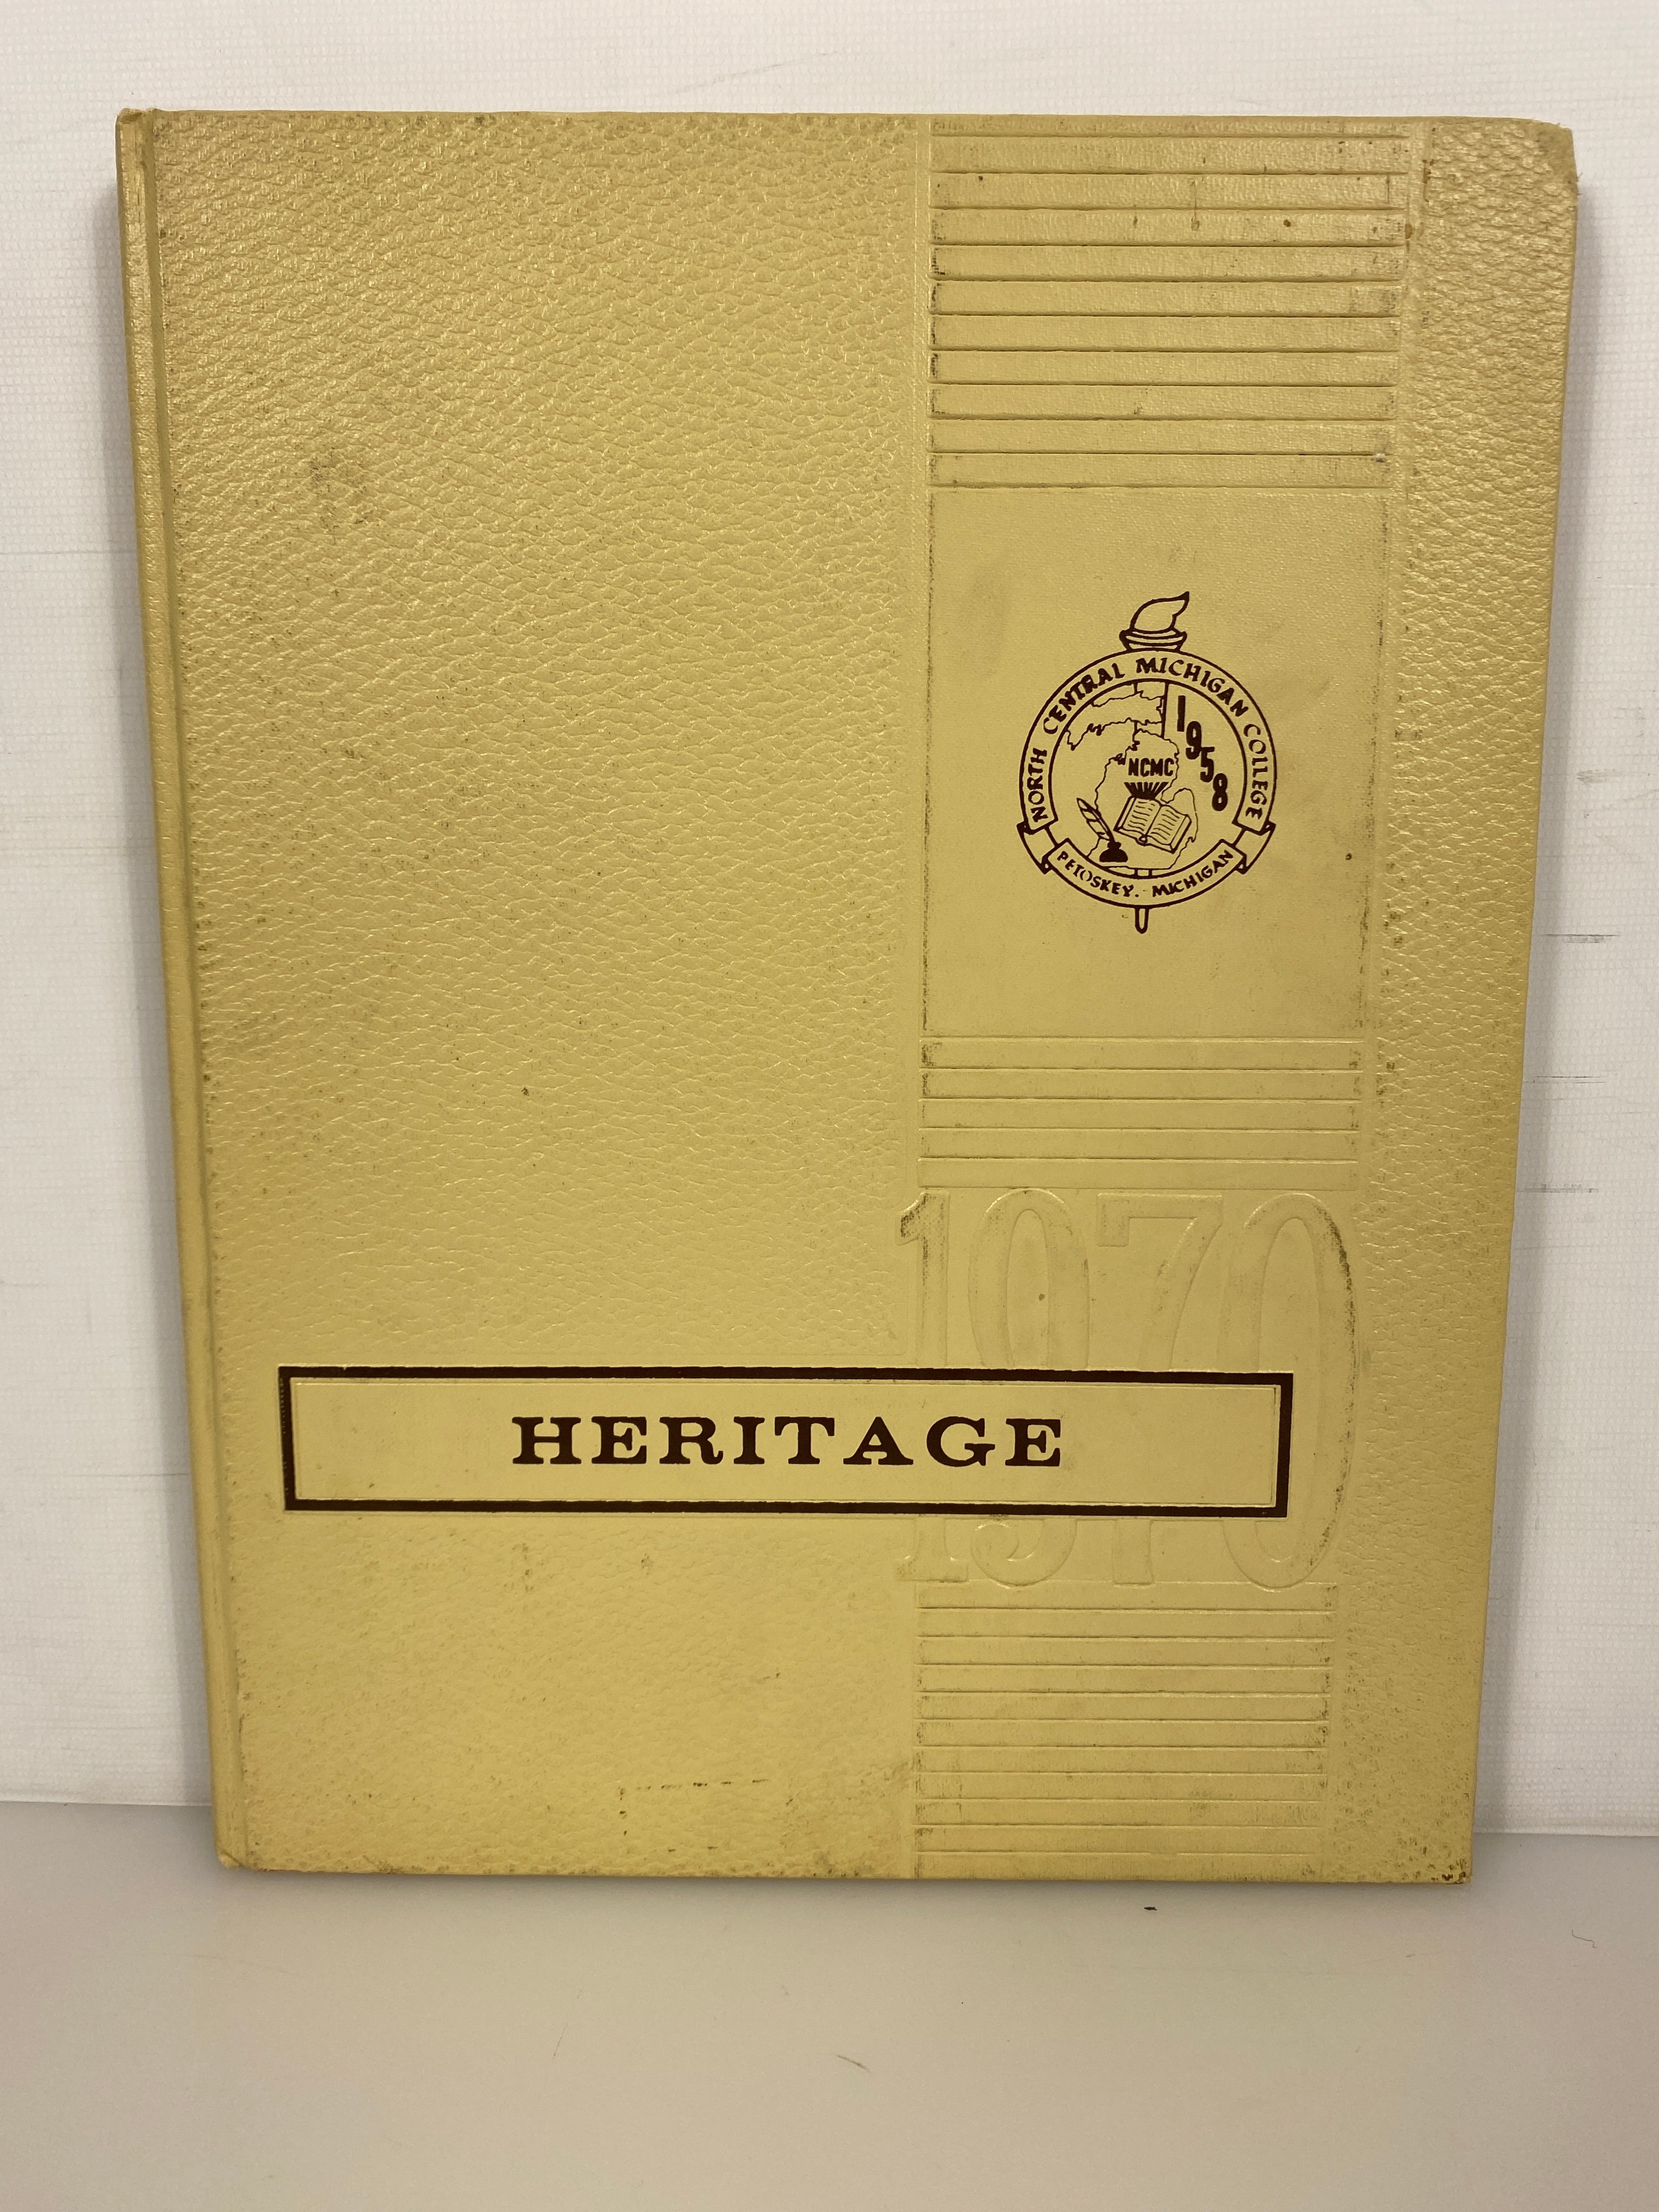 NORTH CENTRAL MICHIGAN COLLEGE
1958
NCMC
PETOSKEY, MICHIGAN
1970
HERITAGE